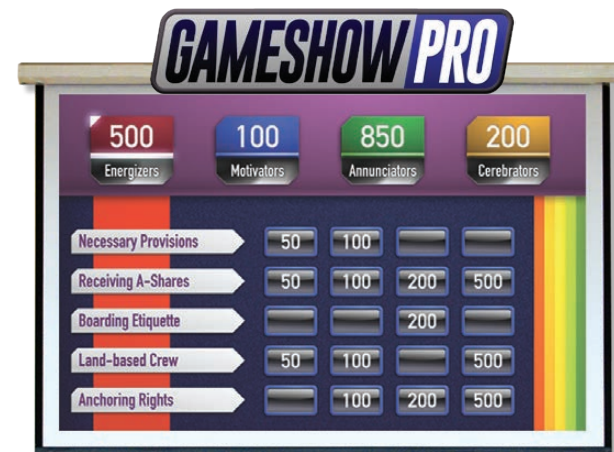 GAMESHOW PRO
500 100 850 200
Energizers Motivators Annunciators Cerebrators
Necessary Provisions 50 100
Receiving A-Shares 50 100 200 500
Boarding Etiquette 200
Land-based Crew 50 100 500
Anchoring Rights 100 200 500